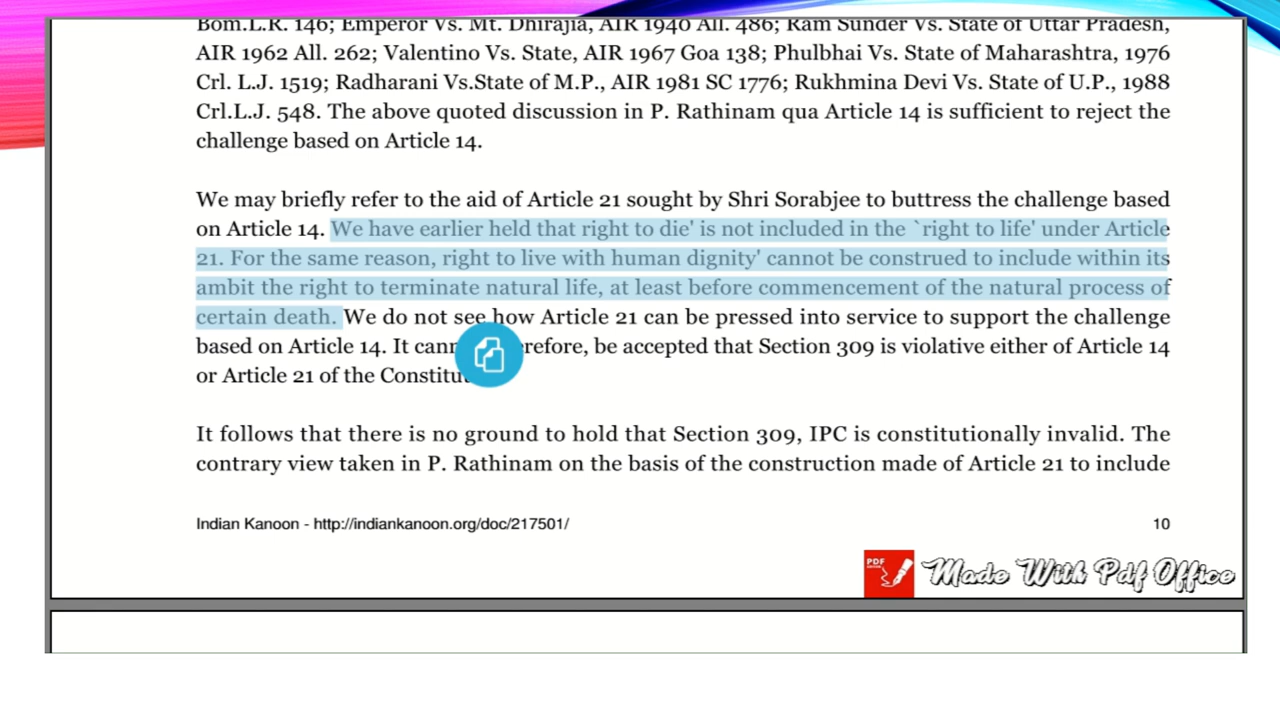 Bom.L.R. 146; Emperor Vs. Mt. Dhirajia, AIR 1940 All. 486; Ram Sunder Vs. State of Uttar Pradesh,
AIR 1962 All. 262; Valentino Vs. State, AIR 1967 Goa 138; Phulbhai Vs. State of Maharashtra, 1976
Crl. L.J. 1519; Radharani Vs.State of M.P., AIR 1981 SC 1776; Rukhmina Devi Vs. State of U.P., 1988
Crl.L.J. 548. The above quoted discussion in P. Rathinam qua Article 14 is sufficient to reject the
challenge based on Article 14.
We may briefly refer to the aid of Article 21 sought by Shri Sorabjee to buttress the challenge based
on Article 14. We have earlier held that right to die' is not included in the `right to life' under Article
21. For the same reason, right to live with human dignity' cannot be construed to include within its
ambit the right to terminate natural life, at least before commencement of the natural process of
certain death. We do not see how Article 21 can be pressed into service to support the challenge
based on Article 14. It be accepted that Section 309 is violative either of Article 14
or Article 21 of the
It follows that there is no ground to hold that Section 309, IPC is constitutionally invalid. The
contrary view taken in P. Rathinam on the basis of the construction made of Article 21 to include
Indian Kanoon - http://indiankanoon.org/doc/217501/ 10
PDF
Made With Pdf Office